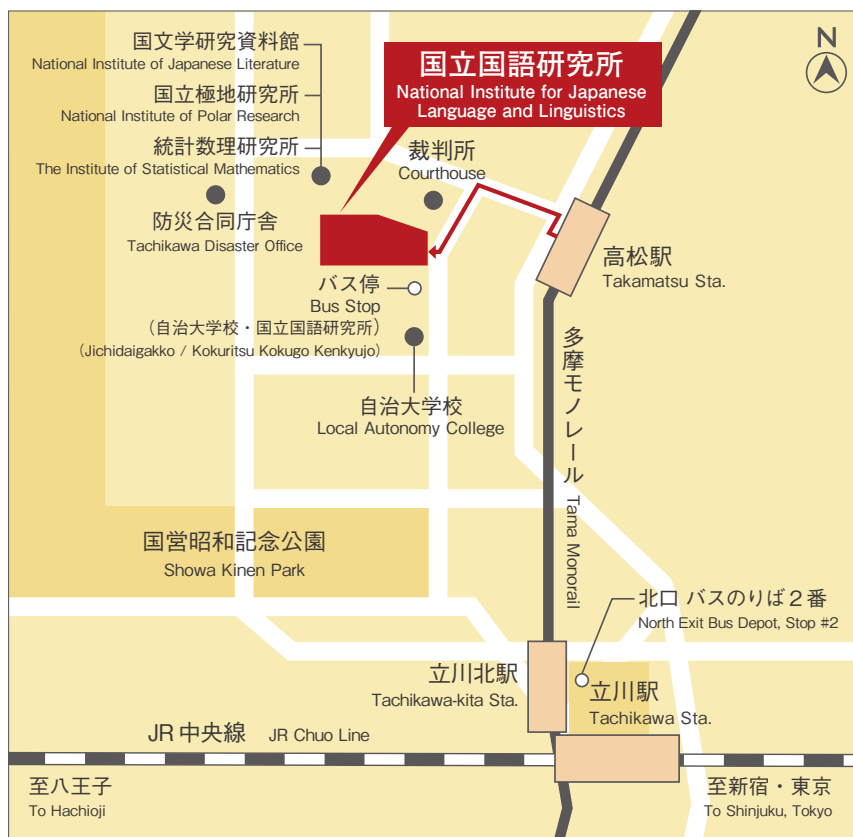 国文学研究資料館
National Institute of Japanese Literature
国立極地研究所
National Institute of Polar Research
統計数理研究所
The Institute of Statistical Mathematics
国立国語研究所
National Institute for Japanese
Language and Linguistics
N
裁判所
Courthouse
防災合同庁舎
Tachikawa Disaster Office
高松駅
Takamatsu Sta.
バス停
Bus Stop
(自治大学校・国立国語研究所)
(Jichidaigakko / Kokuritsu Kokugo Kenkyujo)
自治大学校
Local Autonomy College
多摩モノレール Tama Monorail
国営昭和記念公園
Showa Kinen Park
北口 バスのりば2番
North Exit Bus Depot, Stop #2
立川北駅
Tachikawa-kita Sta.
立川駅
Tachikawa Sta.
JR 中央線 JR Chuo Line
至八王子
To Hachioji
至新宿・東京
To Shinjuku, Tokyo